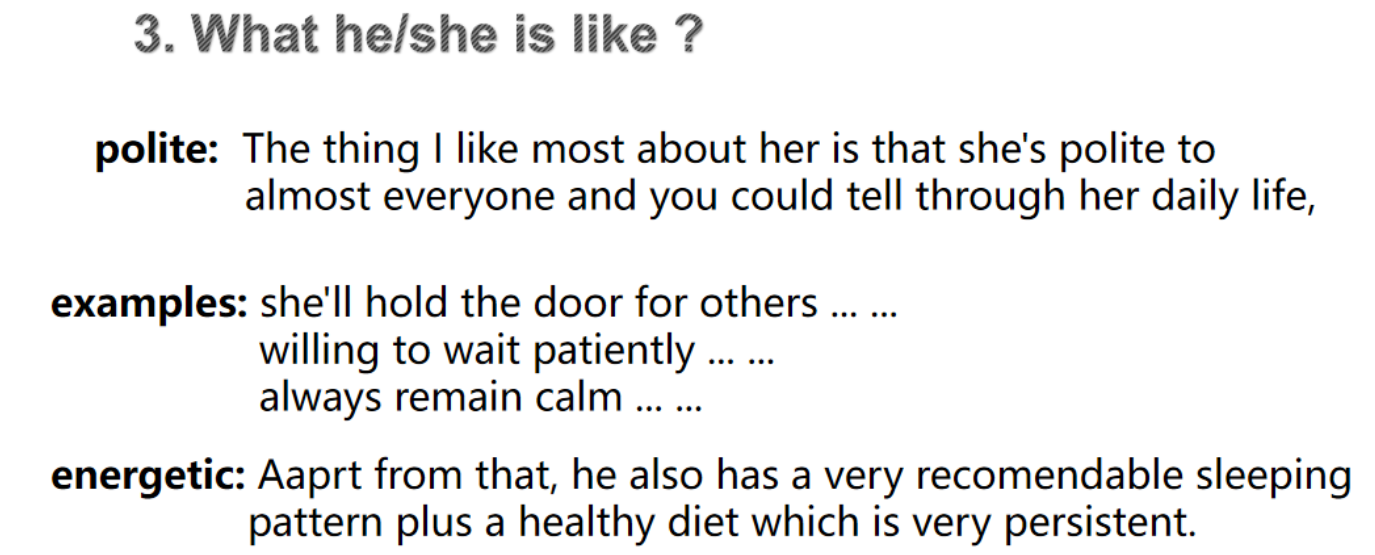 3. What he/she is like ?
polite: The thing I like most about her is that she's polite to
almost everyone and you could tell through her daily life,
examples: she'll hold the door for others ... ...
willing to wait patiently ... ...
always remain calm ... ...
energetic: Aaprt from that, he also has a very recomendable sleeping
pattern plus a healthy diet which is very persistent.